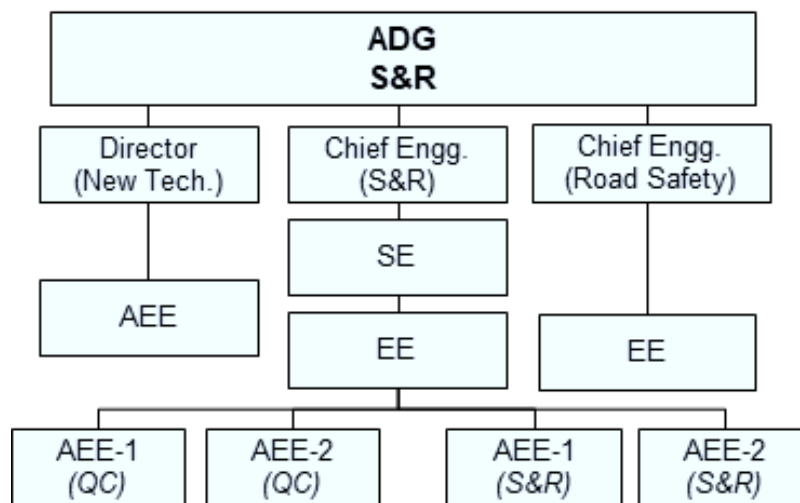 ADG
S&R
Director
(New Tech.)
Chief Engg.
(S&R)
Chief Engg.
(Road Safety)
SE
AEE
EE
EE
AEE-1
(QC)
AEE-2
(QC)
AEE-1
(S&R)
AEE-2
(S&R)